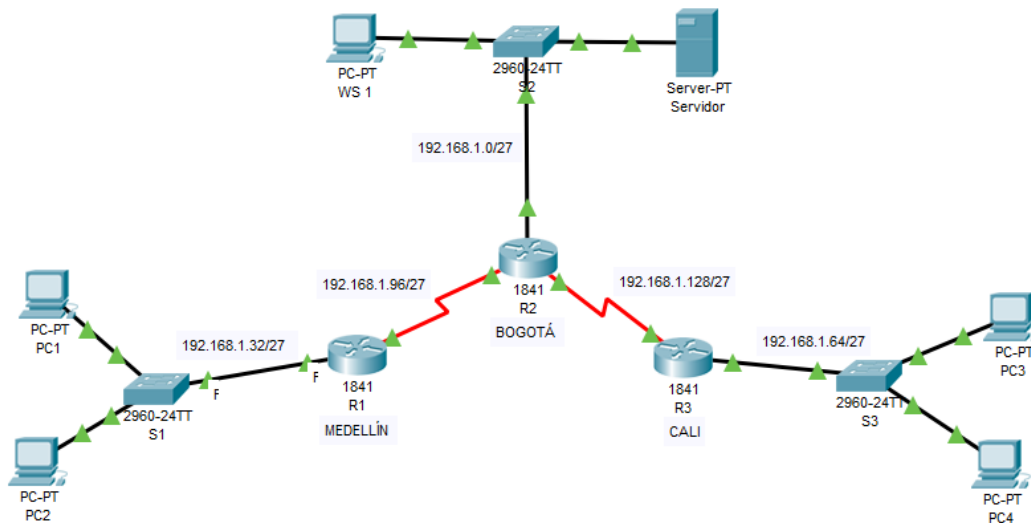 PC-PT
WS 1
2960-24TT
S2
Server-PT
Servidor
192.168.1.0/27
192.168.1.96/27
1841
R2
BOGOTÁ
192.168.1.128/27
PC-PT
PC1
192.168.1.32/27
F
F
2960-24TT
S1
1841
R1
MEDELLÍN
PC-PT
PC2
1841
R3
CALI
192.168.1.64/27
2960-24TT
S3
PC-PT
PC3
PC-PT
PC4